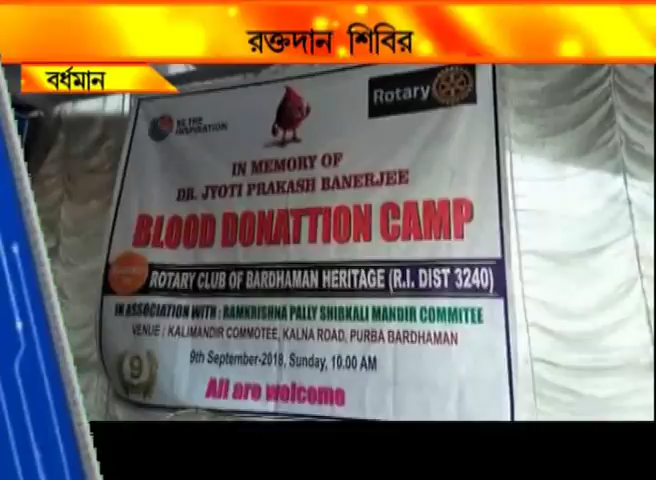 রক্তদান শিবির
বর্ধমান
BE THE
INSPIRATION
Rotary
IN MEMORY OF
DR. JYOTI PRAKASH BANERJEE
BLOOD DONATTION CAMP
ROTARY CLUB OF BARDHAMAN HERITAGE (R.I. DIST 3240)
IN ASSOCIATION WITH : RAMKRISHNA PALLY SHIBKALI MANDIR COMMITEE
VENUE : KALIMANDIR COMMOTEE, KALNA ROAD, PURBA BARDHAMAN
9th September-2018, Sunday, 10.00 AM
9
All are welcome